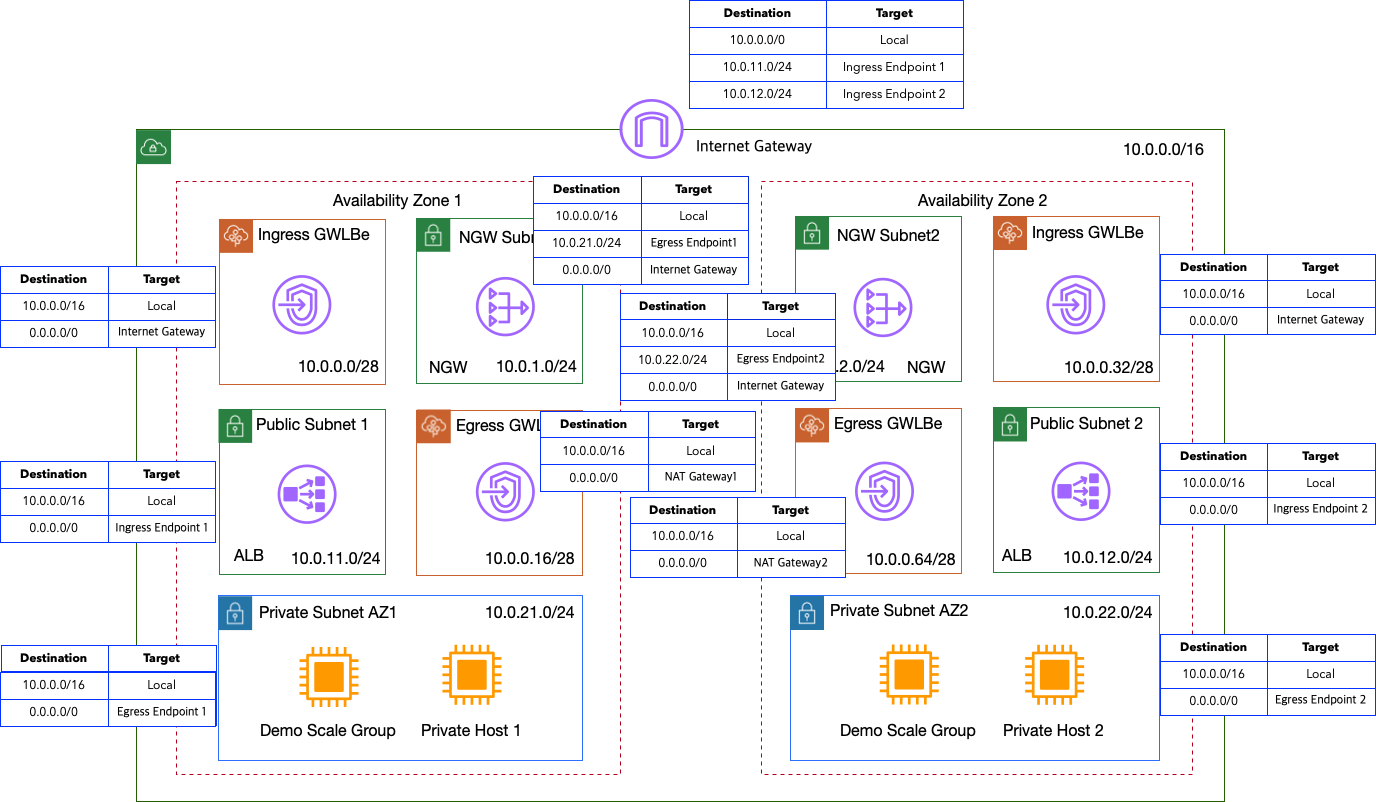 Destination Target
10.0.0.0/0 Local
10.0.11.0/24 Ingress Endpoint 1
10.0.12.0/24 Ingress Endpoint 2
Internet Gateway
10.0.0.0/16
Availability Zone 1
Ingress GWLBe
10.0.0.0/28
Destination Target
10.0.0.0/16 Local
0.0.0.0/0 Internet Gateway
NGW Subn
NGW 10.0.1.0/24
Destination Target
10.0.0.0/16 Local
10.0.21.0/24 Egress Endpoint1
0.0.0.0/0 Internet Gateway
Public Subnet 1
ALB 10.0.11.0/24
Destination Target
10.0.0.0/16 Local
0.0.0.0/0 Ingress Endpoint 1
Egress GWL
10.0.0.16/28
Destination Target
10.0.0.0/16 Local
0.0.0.0/0 NAT Gateway1
Private Subnet AZ1 10.0.21.0/24
Demo Scale Group Private Host 1
Destination Target
10.0.0.0/16 Local
0.0.0.0/0 Egress Endpoint 1
Availability Zone 2
NGW Subnet2
.2.0/24 NGW
Destination Target
10.0.0.0/16 Local
10.0.22.0/24 Egress Endpoint2
0.0.0.0/0 Internet Gateway
Ingress GWLBe
10.0.0.32/28
Destination Target
10.0.0.0/16 Local
0.0.0.0/0 Internet Gateway
Egress GWLBe
10.0.0.64/28
Destination Target
10.0.0.0/16 Local
0.0.0.0/0 NAT Gateway2
Public Subnet 2
ALB 10.0.12.0/24
Destination Target
10.0.0.0/16 Local
0.0.0.0/0 Ingress Endpoint 2
Private Subnet AZ2 10.0.22.0/24
Demo Scale Group Private Host 2
Destination Target
10.0.0.0/16 Local
0.0.0.0/0 Egress Endpoint 2